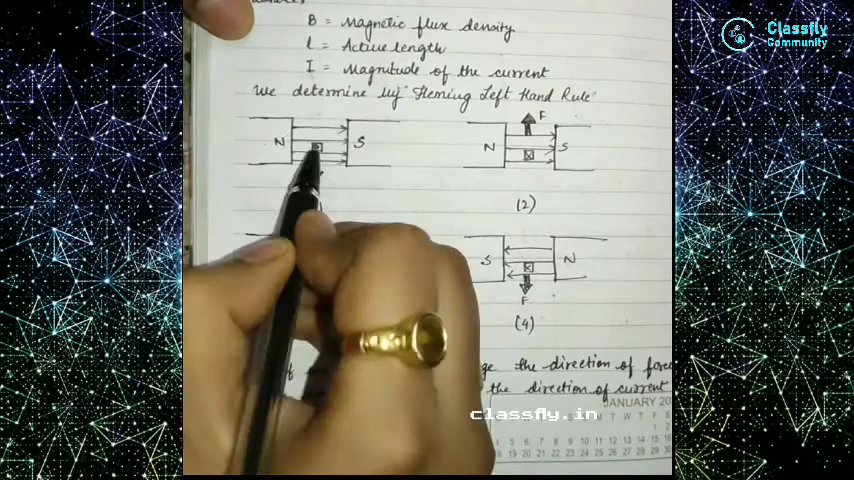 B = Magnetic flux density
l = Active length
I = Magnitude of the current
We determine by Fleming Left Hand Rule
N S
F
N S
(2)
S N
F
(4)
the direction of force
the direction of current
JANUARY 20
classfly.in
Classfly
Community